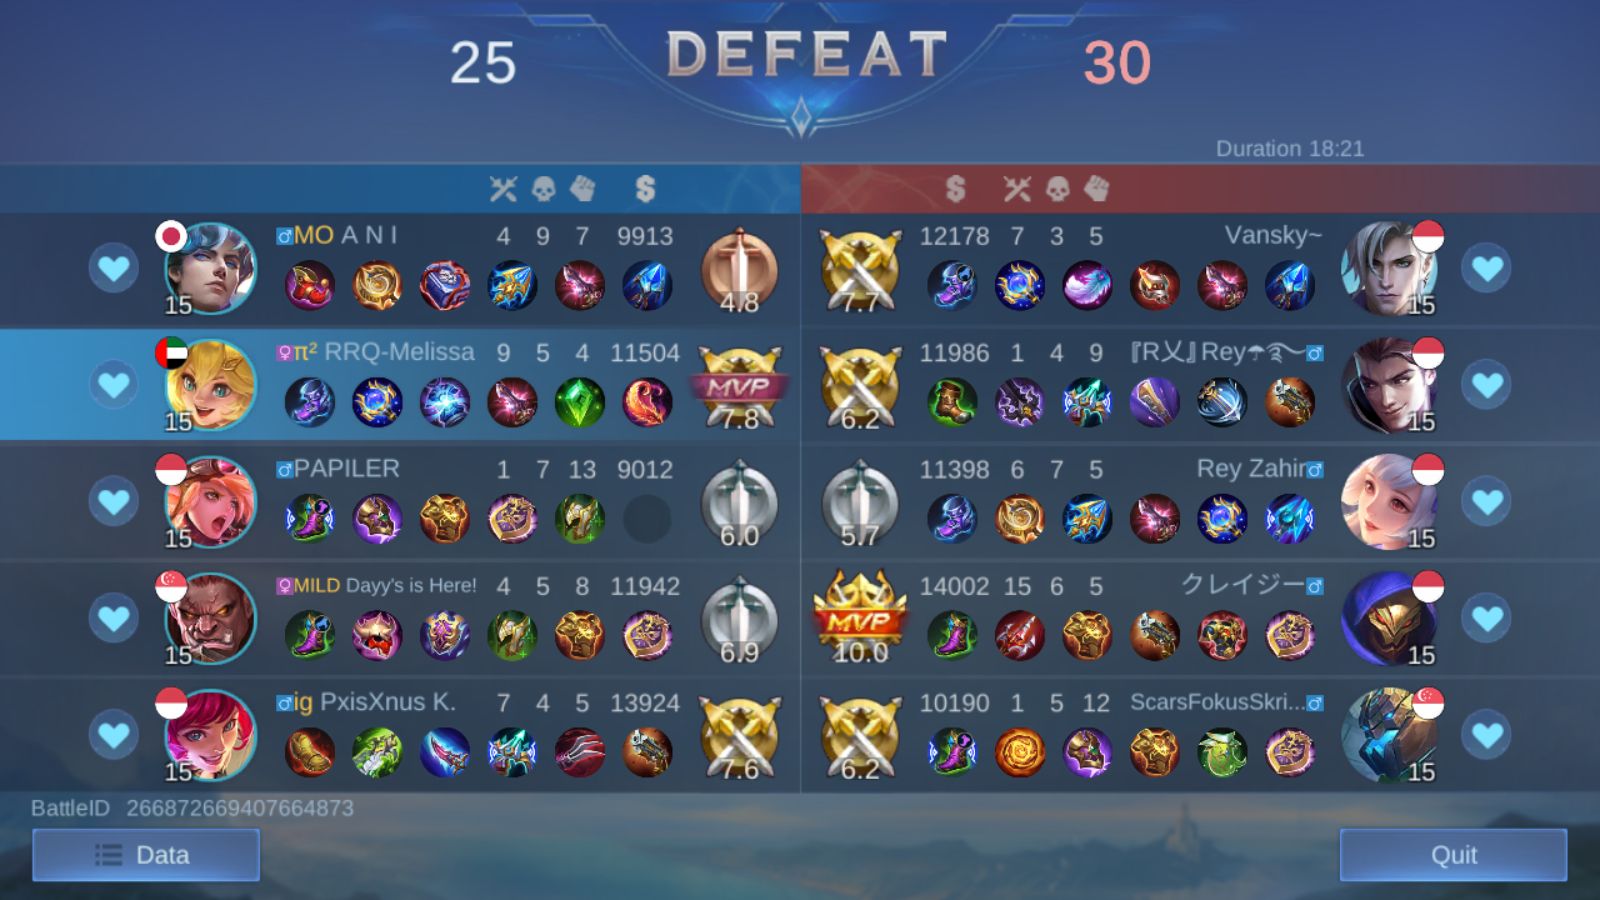 25 DEFEAT 30
Duration 18:21
MO A N I 4 9 7 9913 4.8
15
7.7 12178 7 3 5 Vansky~
15
π² RRQ-Melissa 9 5 4 11504 MVP 7.8
15
6.2 11986 1 4 9 『R乂』Rey☂
15
PAPILER 1 7 13 9012 6.0
15
5.7 11398 6 7 5 Rey Zahir
15
MILD Dayy's is Here! 4 5 8 11942 6.9
15
MVP 10.0 14002 15 6 5 クレイジー
15
ig PxisXnus K. 7 4 5 13924 7.6
15
6.2 10190 1 5 12 ScarsFokusSkri...
15
BattleID 266872669407664873
Data
Quit